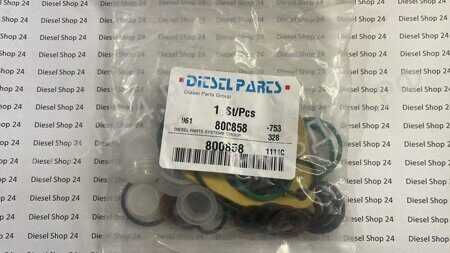 DIESEL PARTS
Diesel Parts Group
1 St/Pcs
961 800858 -753
DIESEL PARTS SYSTEMS GROUP 328
800858
Diesel Shop 24